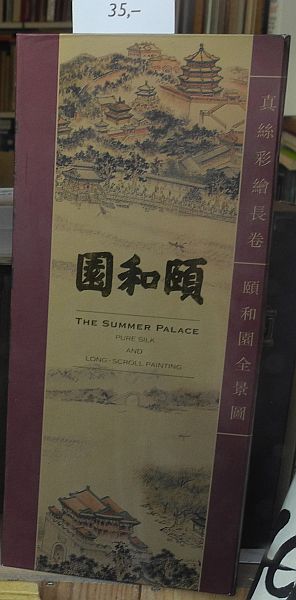 35,–
園和頤
THE SUMMER PALACE
PURE SILK
AND
LONG-SCROLL PAINTING
真絲彩繪長卷 頤和園全景圖